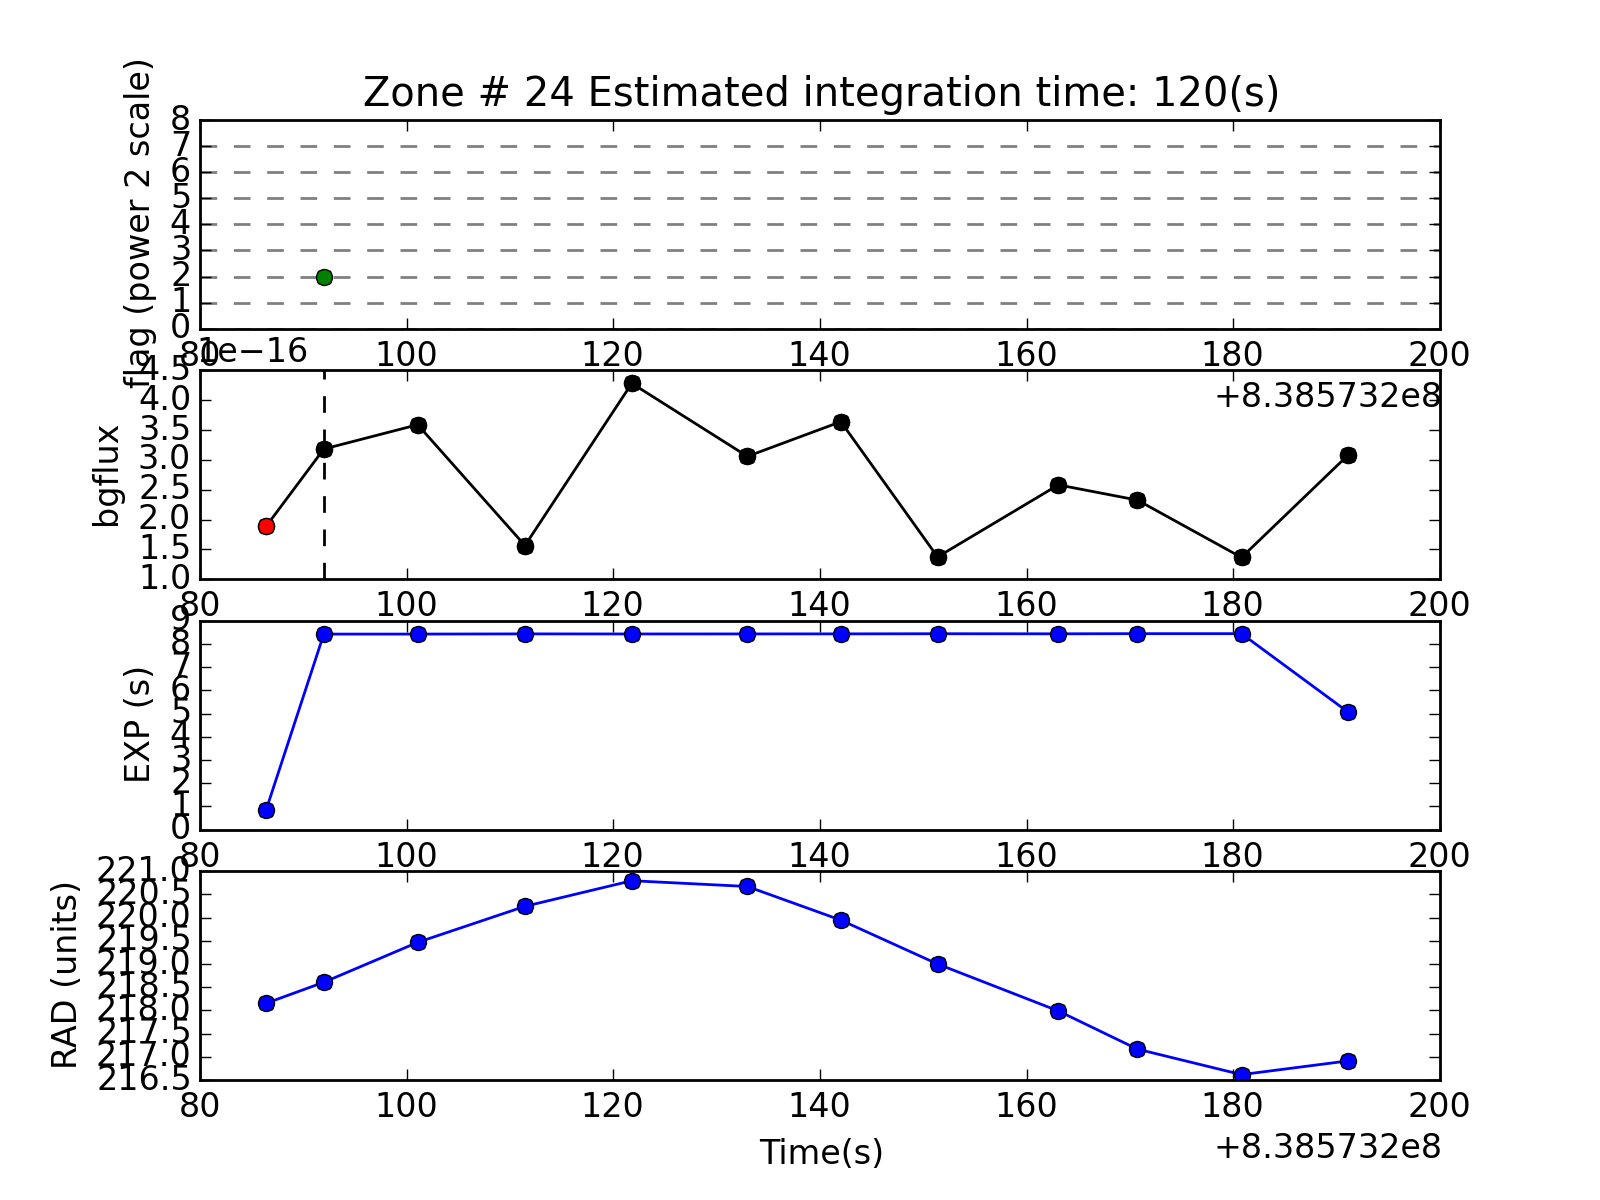 Zone # 24 Estimated integration time: 120(s)
flag (power 2 scale)
8
7
6
5
4
3
2
1
0
80 100 120 140 160 180 200
1e−16
+8.385732e8
bgflux
4.5
4.0
3.5
3.0
2.5
2.0
1.5
1.0
80 100 120 140 160 180 200
EXP (s)
9
8
7
6
5
4
3
2
1
0
80 100 120 140 160 180 200
RAD (units)
221.0
220.5
220.0
219.5
219.0
218.5
218.0
217.5
217.0
216.5
80 100 120 140 160 180 200
Time(s)
+8.385732e8